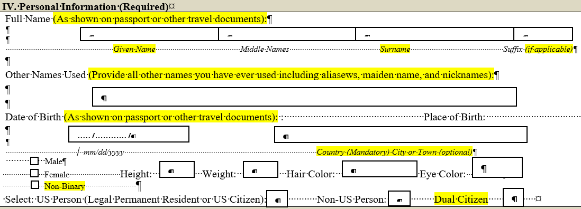 IV. Personal Information (Required)¤
Full Name (As shown on passport or other travel documents):¶
¶
¶
Given Name Middle Names Surname Suffix (if applicable)¶
¶
Other Names Used (Provide all other names you have ever used including aliasews, maiden name, and nicknames):¶
¶ ¶
¶
Date of Birth (As shown on passport or other travel documents): : Place of Birth:
¶ ...../.........../¶ ¶
¶
/ mm/dd/yyyy Country (Mandatory) City or Town (optional)¶
Male¶
Female Height: ¶ Weight: ¶ Hair Color: ¶ Eye Color: ¶
Non-Binary ¶
Select: US Person (Legal Permanent Resident or US Citizen): ¶ Non-US Person: Dual Citizen ¶ ¤